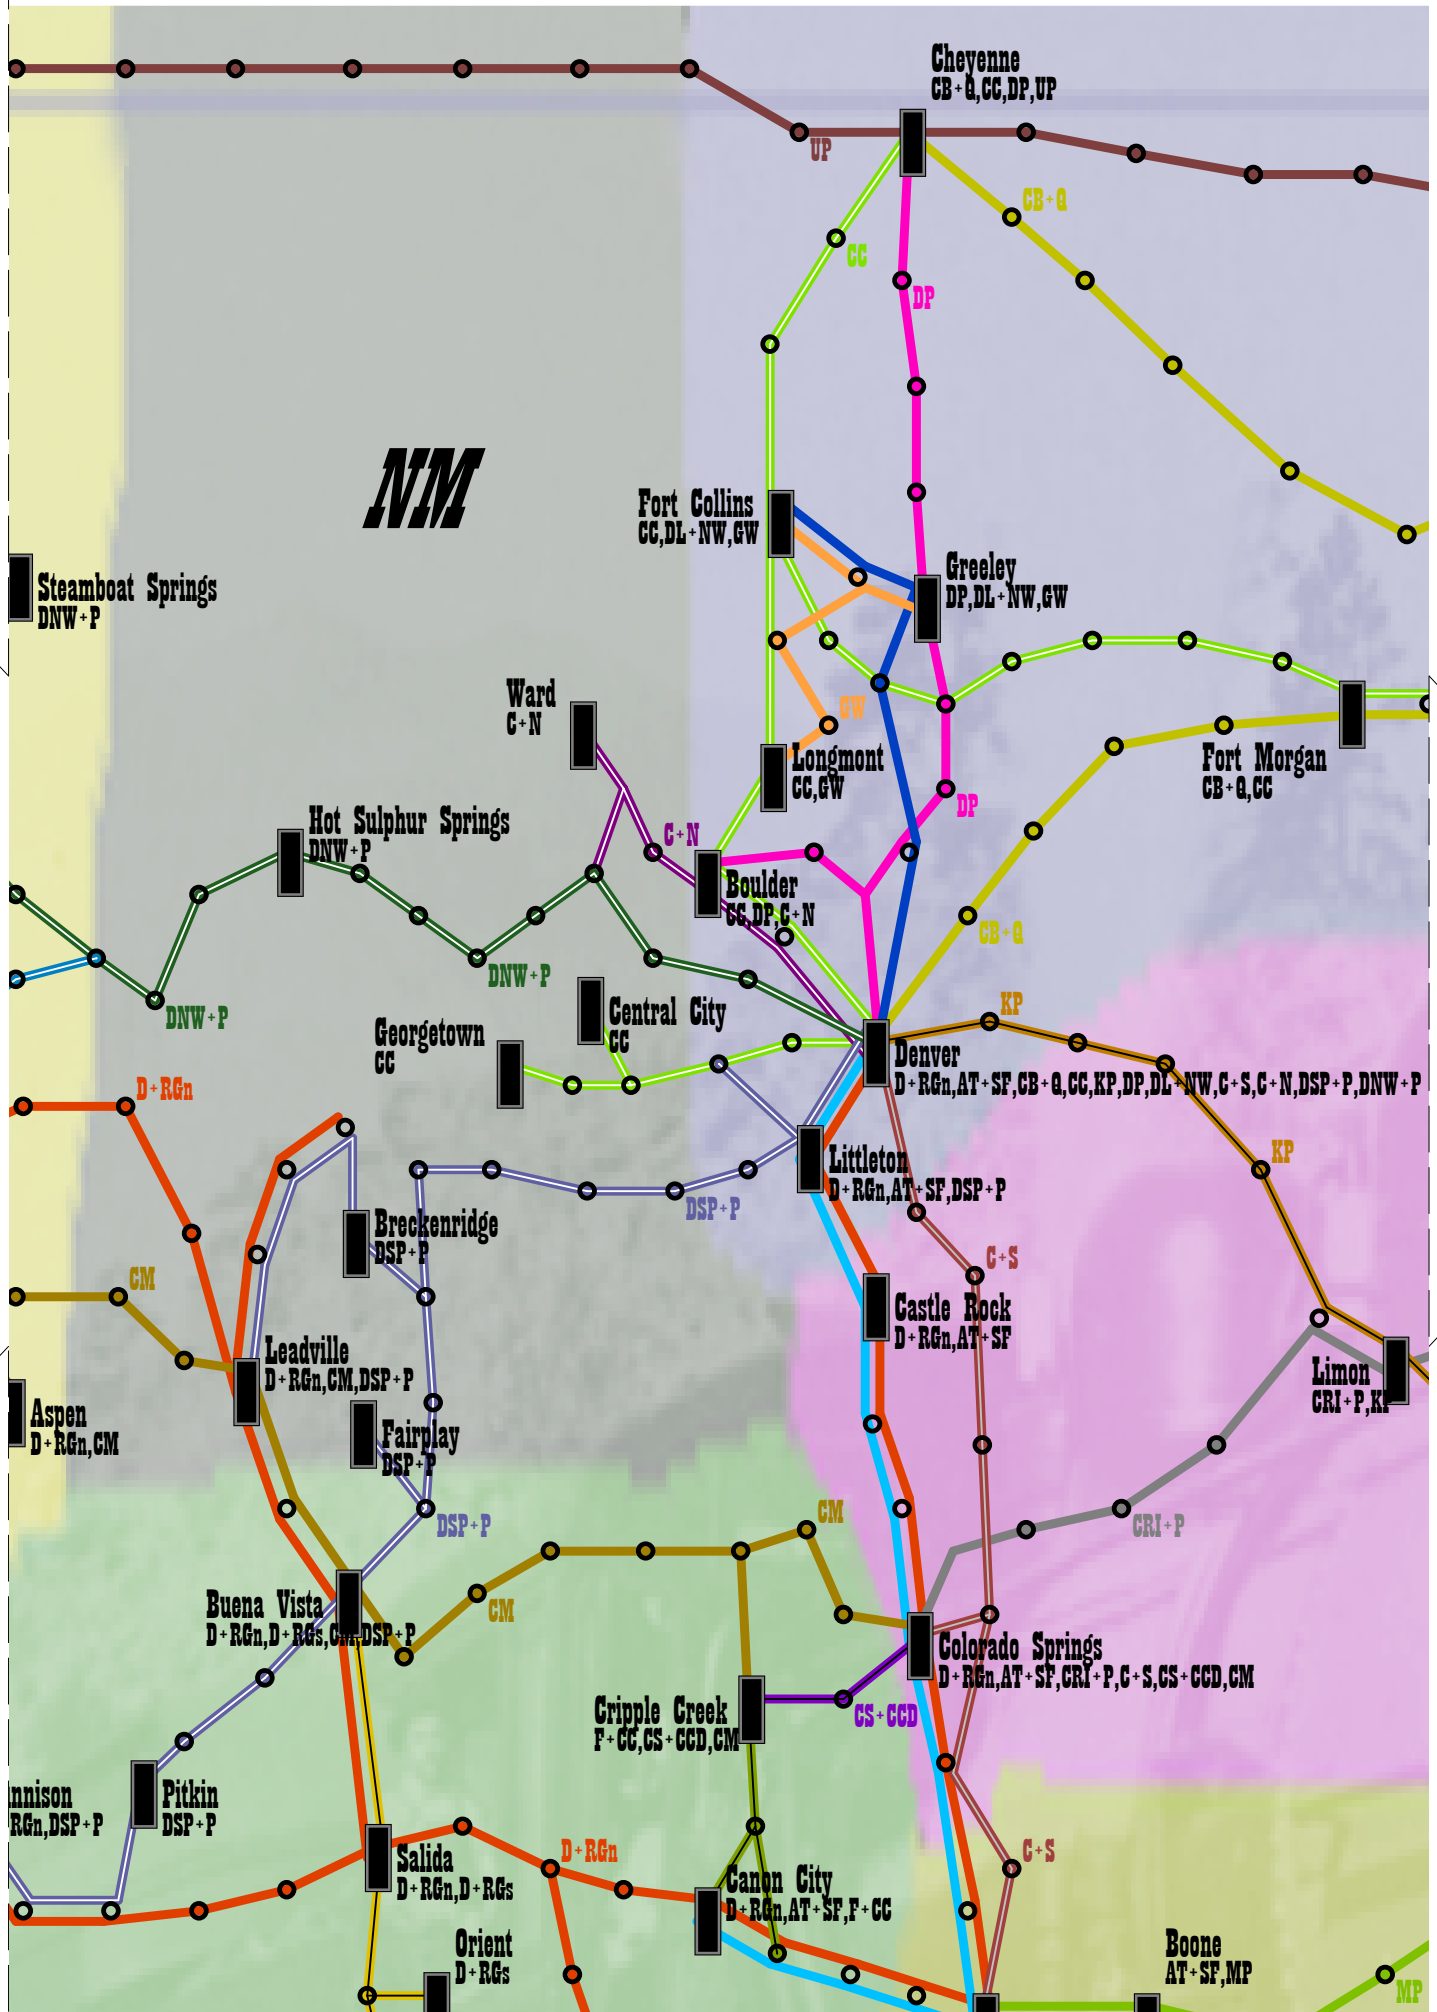 Cheyenne
CB+Q,CC,DP,UP
UP
CB+Q
CC
DP
NM
Fort Collins
CC,DL+NW,GW
Greeley
DP,DL+NW,GW
Steamboat Springs
DNW+P
Ward
C+N
GW
Longmont
CC,GW
Fort Morgan
CB+Q,CC
DP
Hot Sulphur Springs
DNW+P
C+N
Boulder
CC,DP,C+N
CB+Q
DNW+P
DNW+P
Central City
CC
Georgetown
CC
KP
Denver
D+RGn,AT+SF,CB+Q,CC,KP,DP,DL+NW,C+S,C+N,DSP+P,DNW+P
D+RGn
KP
Littleton
D+RGn,AT+SF,DSP+P
DSP+P
Breckenridge
DSP+P
C+S
CM
Castle Rock
D+RGn,AT+SF
Leadville
D+RGn,CM,DSP+P
Limon
CRI+P,KP
Aspen
D+RGn,CM
Fairplay
DSP+P
DSP+P
CM
CRI+P
Buena Vista
D+RGn,D+RGs,CM,DSP+P
CM
Colorado Springs
D+RGn,AT+SF,CRI+P,C+S,CS+CCD,CM
Cripple Creek
F+CC,CS+CCD,CM
CS+CCD
nnison
RGn,DSP+P
Pitkin
DSP+P
D+RGn
C+S
Salida
D+RGn,D+RGs
Canon City
D+RGn,AT+SF,F+CC
Orient
D+RGs
Boone
AT+SF,MP
MP